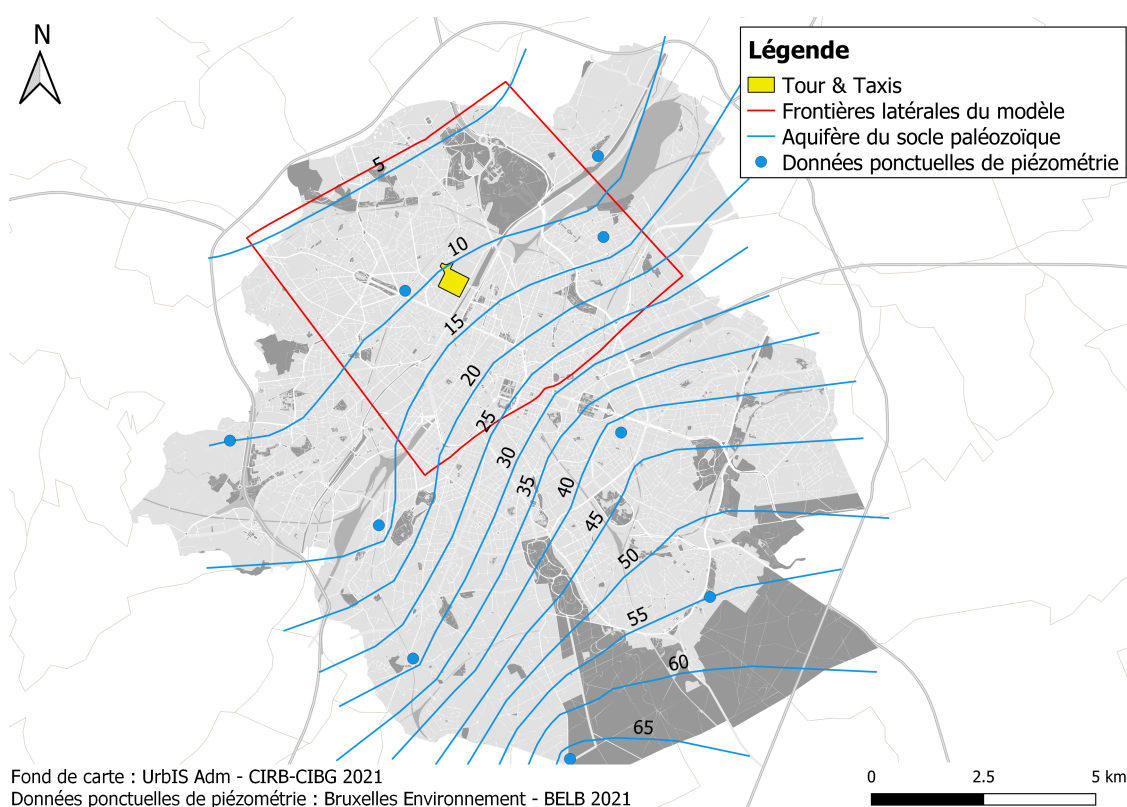 N
Légende
Tour & Taxis
Frontières latérales du modèle
Aquifère du socle paléozoïque
Données ponctuelles de piézométrie
5
10
15
20
25
30
35
40
45
50
55
60
65
Fond de carte : UrbIS Adm - CIRB-CIBG 2021
Données ponctuelles de piézométrie : Bruxelles Environnement - BELB 2021
0 2.5 5 km